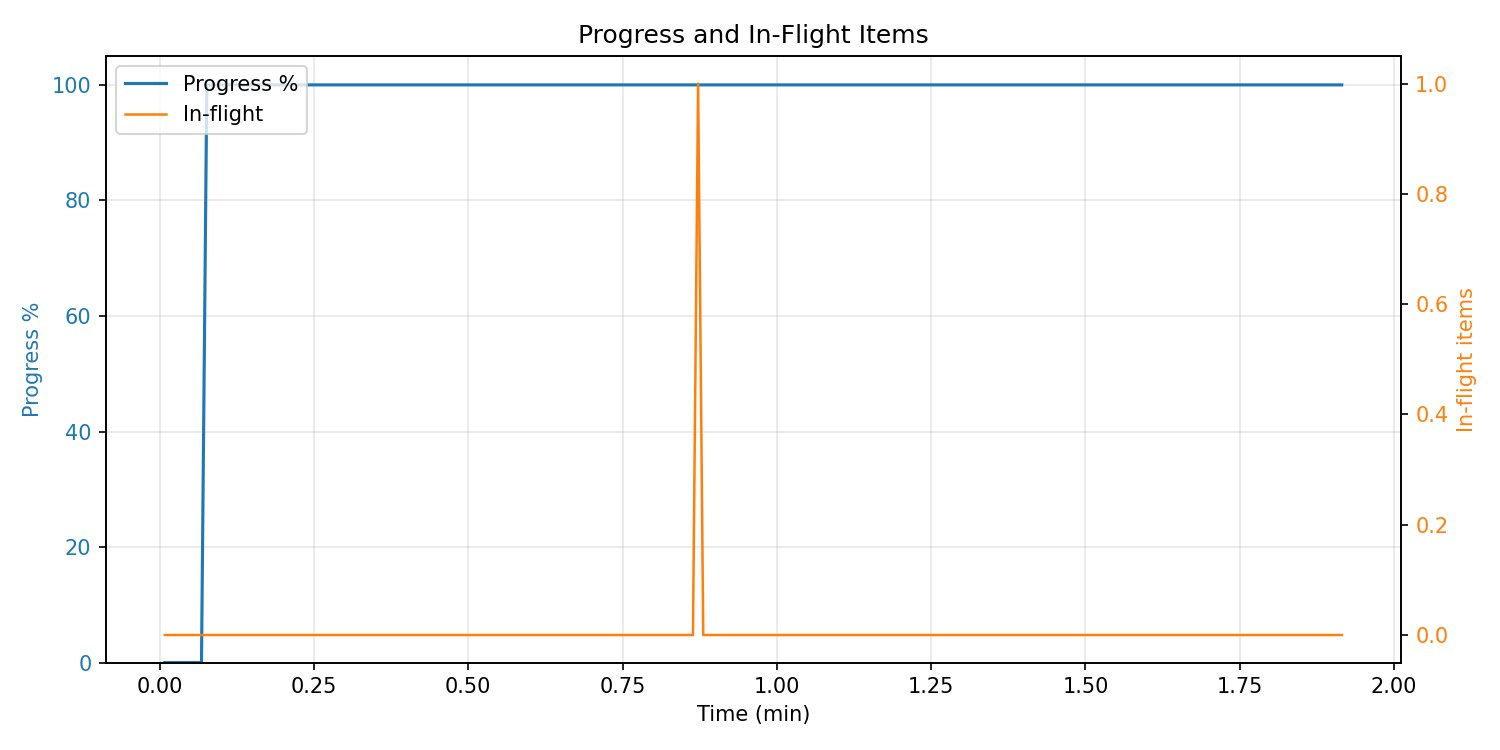 Progress and In-Flight Items
Progress %
In-flight
100
80
60
40
20
0
Progress %
1.0
0.8
0.6
0.4
0.2
0.0
In-flight items
0.00 0.25 0.50 0.75 1.00 1.25 1.50 1.75 2.00
Time (min)